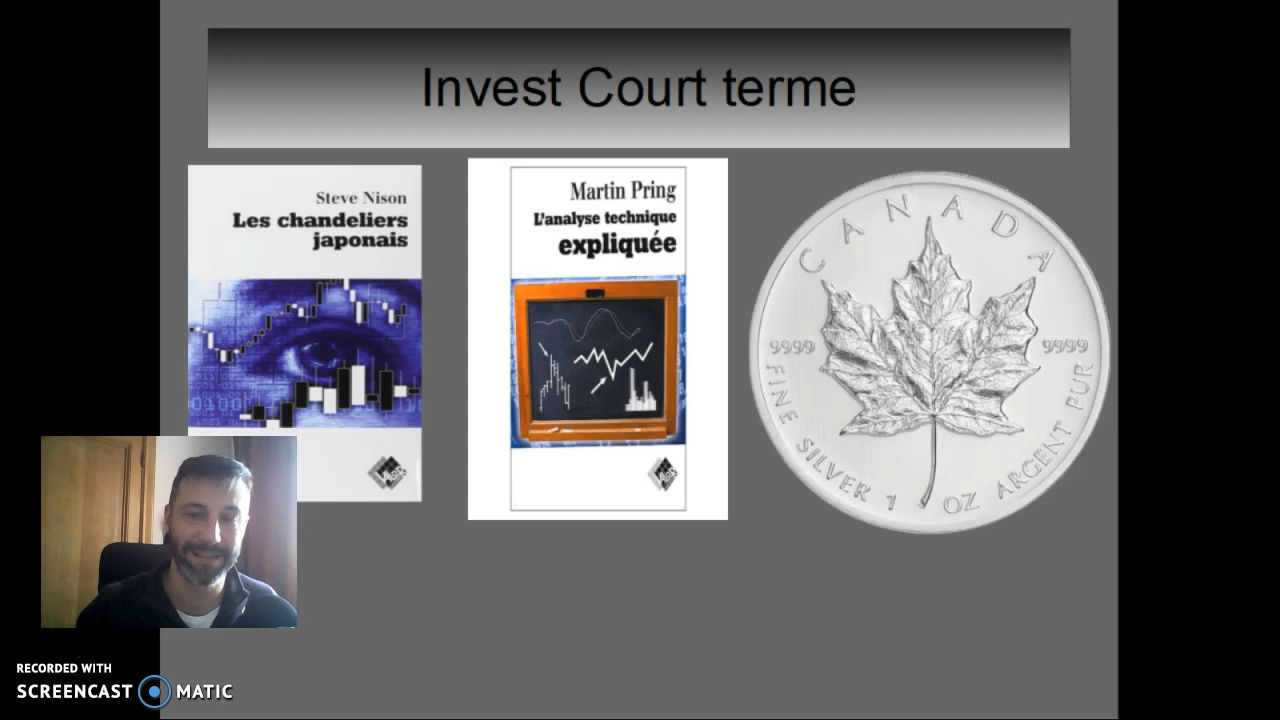 Invest Court terme
Steve Nison
Les chandeliers
japonais
Martin Pring
L'analyse technique
expliquée
CANADA
9999
9999
FINE SILVER 1 OZ ARGENT PUR
RECORDED WITH
SCREENCAST MATIC